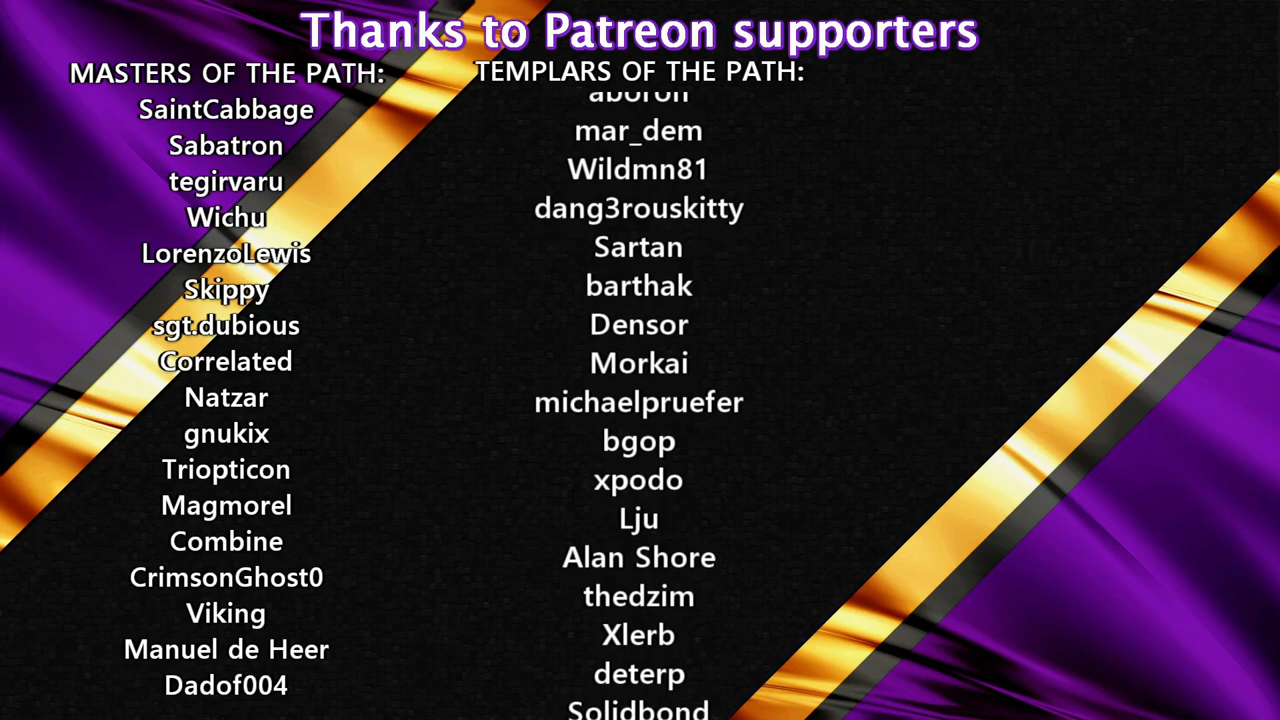 Thanks to Patreon supporters
MASTERS OF THE PATH:
SaintCabbage
Sabatron
tegirvaru
Wichu
LorenzoLewis
Skippy
sgt.dubious
Correlated
Natzar
gnukix
Triopticon
Magmorel
Combine
CrimsonGhost0
Viking
Manuel de Heer
Dadof004
TEMPLARS OF THE PATH:
mar_dem
Wildmn81
dang3rouskitty
Sartan
barthak
Densor
Morkai
michaelpruefer
bgop
xpodo
Lju
Alan Shore
thedzim
Xlerb
deterp
Solidbond